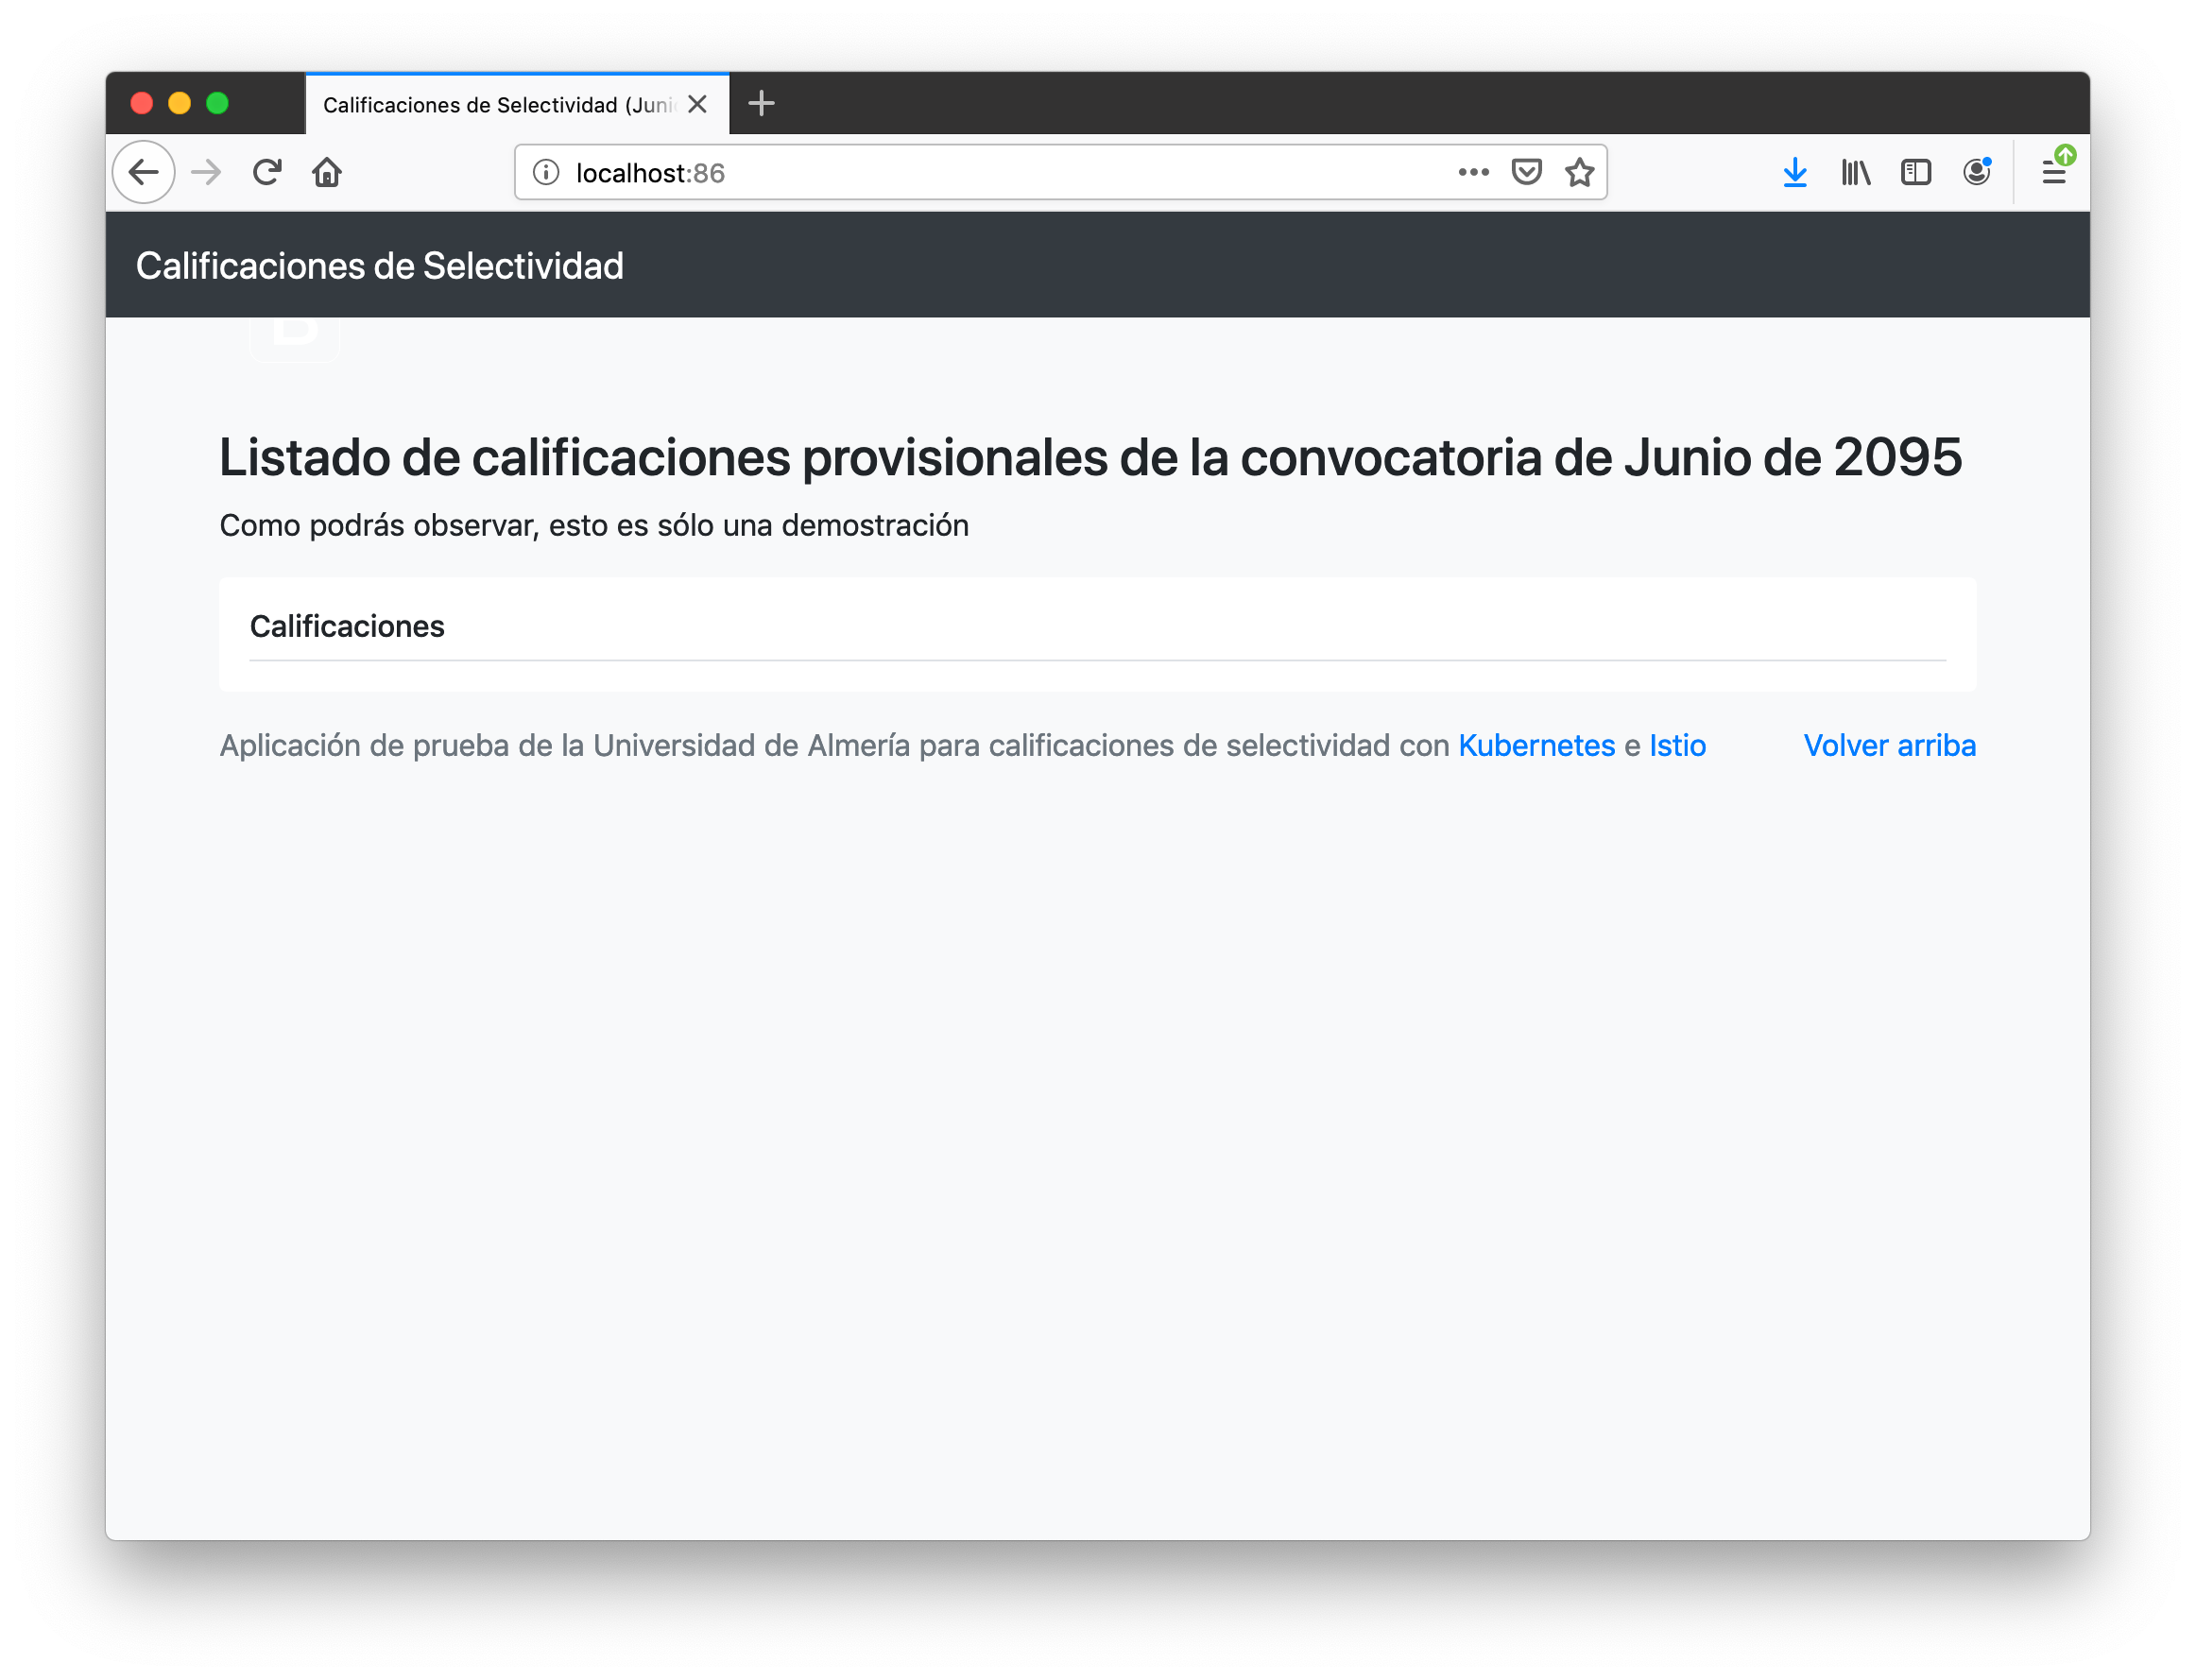 Calificaciones de Selectividad (Juni
localhost:86
Calificaciones de Selectividad
B
Listado de calificaciones provisionales de la convocatoria de Junio de 2095
Como podrás observar, esto es sólo una demostración
Calificaciones
Aplicación de prueba de la Universidad de Almería para calificaciones de selectividad con Kubernetes e Istio Volver arriba